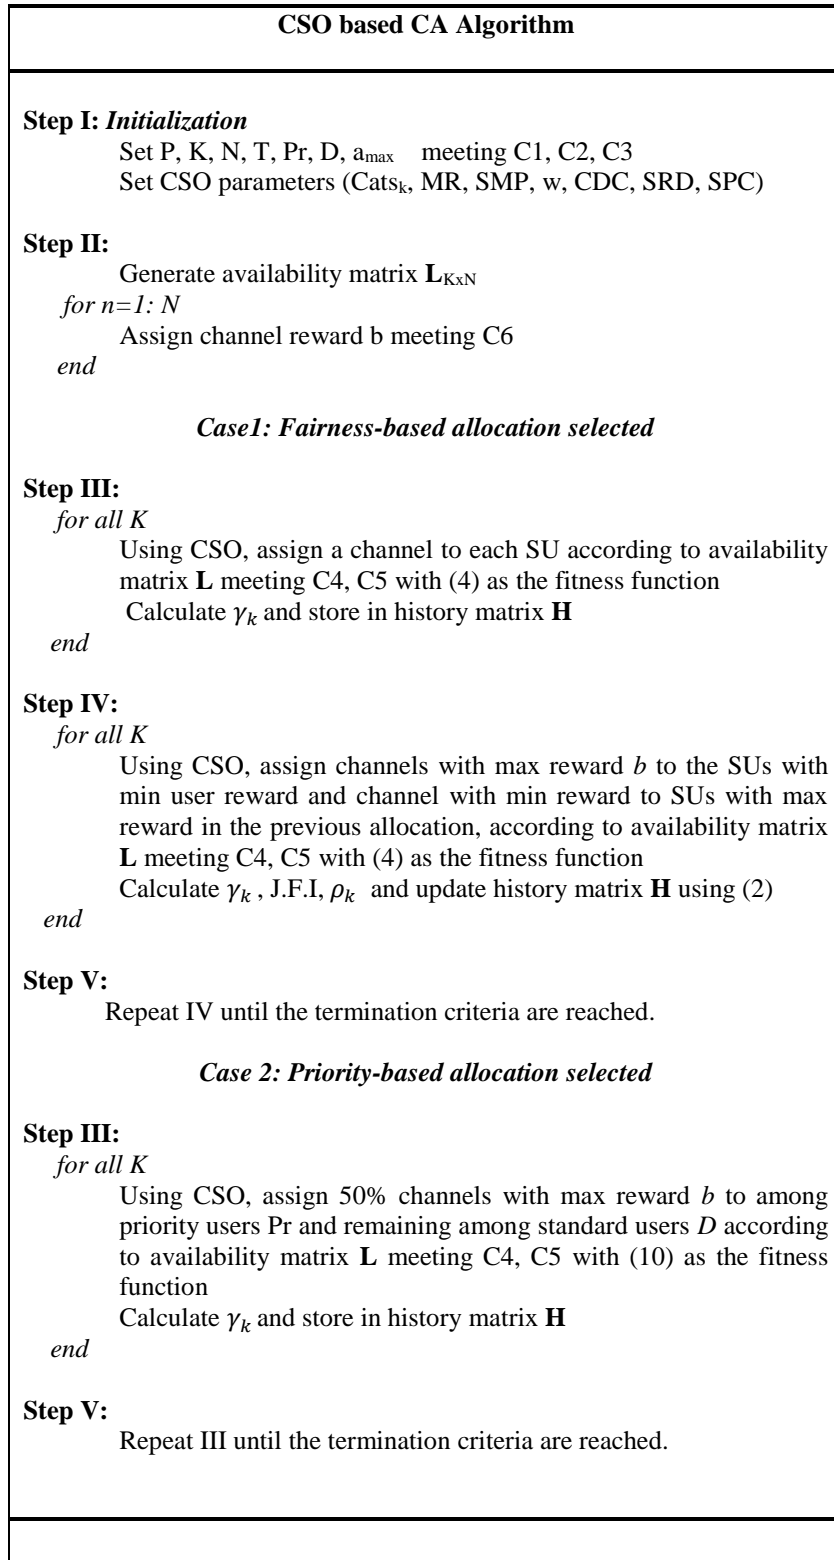 CSO based CA Algorithm
Step I: Initialization
Set P, K, N, T, Pr, D, aₘₐₓ meeting C1, C2, C3
Set CSO parameters (Catsₖ, MR, SMP, w, CDC, SRD, SPC)
Step II:
Generate availability matrix L_KxN
for n=1: N
Assign channel reward b meeting C6
end
Case1: Fairness-based allocation selected
Step III:
for all K
Using CSO, assign a channel to each SU according to availability
matrix L meeting C4, C5 with (4) as the fitness function
Calculate γₖ and store in history matrix H
end
Step IV:
for all K
Using CSO, assign channels with max reward b to the SUs with
min user reward and channel with min reward to SUs with max
reward in the previous allocation, according to availability matrix
L meeting C4, C5 with (4) as the fitness function
Calculate γₖ , J.F.I, ρₖ and update history matrix H using (2)
end
Step V:
Repeat IV until the termination criteria are reached.
Case 2: Priority-based allocation selected
Step III:
for all K
Using CSO, assign 50% channels with max reward b to among
priority users Pr and remaining among standard users D according
to availability matrix L meeting C4, C5 with (10) as the fitness
function
Calculate γₖ and store in history matrix H
end
Step V:
Repeat III until the termination criteria are reached.